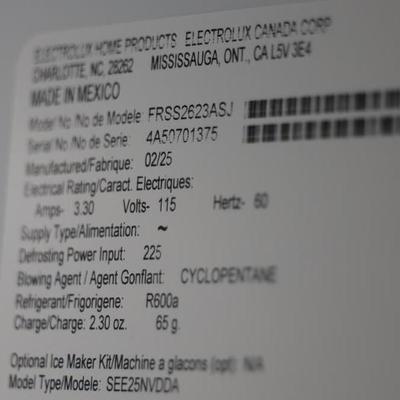 ELECTROLUX HOME PRODUCTS ELECTROLUX CANADA CORP
CHARLOTTE, NC, 28262 MISSISSAUGA, ONT., CA L5V 3E4
MADE IN MEXICO
Model No/No de Modele: FRSS2623ASJ
Serial No/No de Serie: 4A50701375
Manufactured/Fabrique: 02/25
Electrical Rating/Caract. Electriques:
Amps- 3.30 Volts- 115 Hertz- 60
Supply Type/Alimentation: ~
Defrosting Power Input: 225
Blowing Agent / Agent Gonflant: CYCLOPENTANE
Refrigerant/Frigorigene: R600a
Charge/Charge: 2.30 oz. 65 g.
Optional Ice Maker Kit/Machine a glacons (opt): N/A
Model Type/Modele: SEE25NVDDA